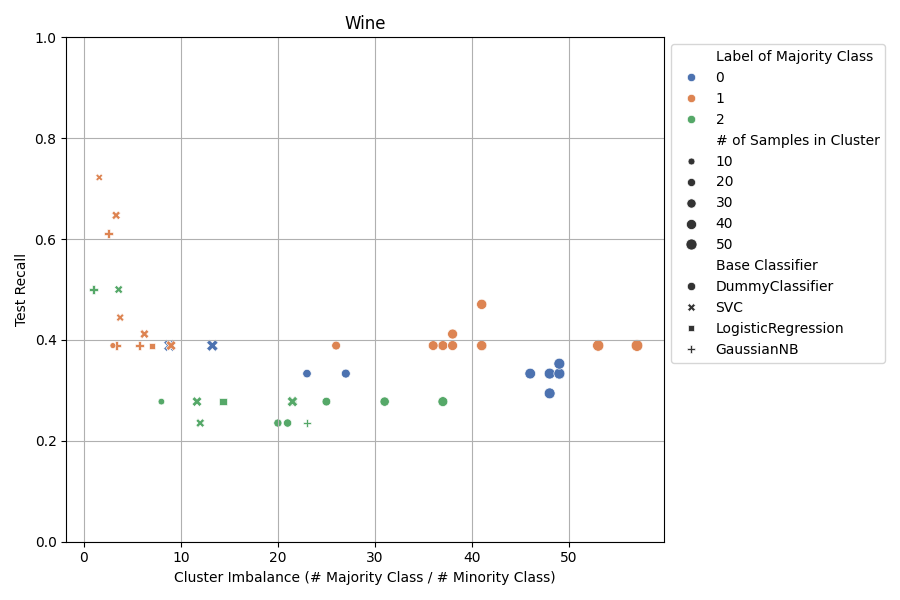 Wine
Test Recall
1.0
0.8
0.6
0.4
0.2
0.0
0 10 20 30 40 50
Cluster Imbalance (# Majority Class / # Minority Class)
Label of Majority Class
0
1
2
# of Samples in Cluster
10
20
30
40
50
Base Classifier
DummyClassifier
SVC
LogisticRegression
GaussianNB